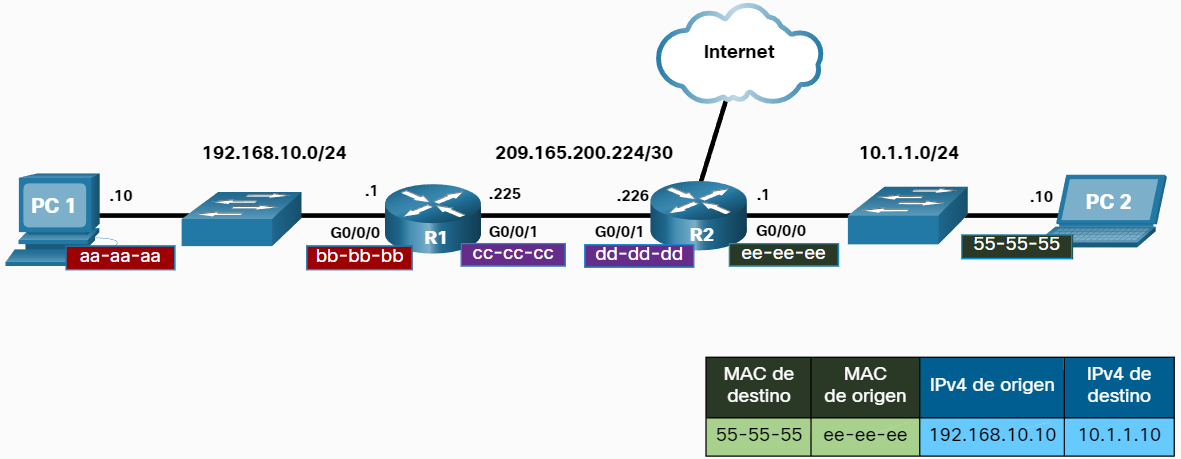 Internet
192.168.10.0/24
209.165.200.224/30
10.1.1.0/24
PC 1
.10
.1
.225
.226
.1
.10
PC 2
G0/0/0
R1
G0/0/1
G0/0/1
R2
G0/0/0
aa-aa-aa
bb-bb-bb
cc-cc-cc
dd-dd-dd
ee-ee-ee
55-55-55
MAC de
destino
MAC
de origen
IPv4 de origen
IPv4 de
destino
55-55-55
ee-ee-ee
192.168.10.10
10.1.1.10